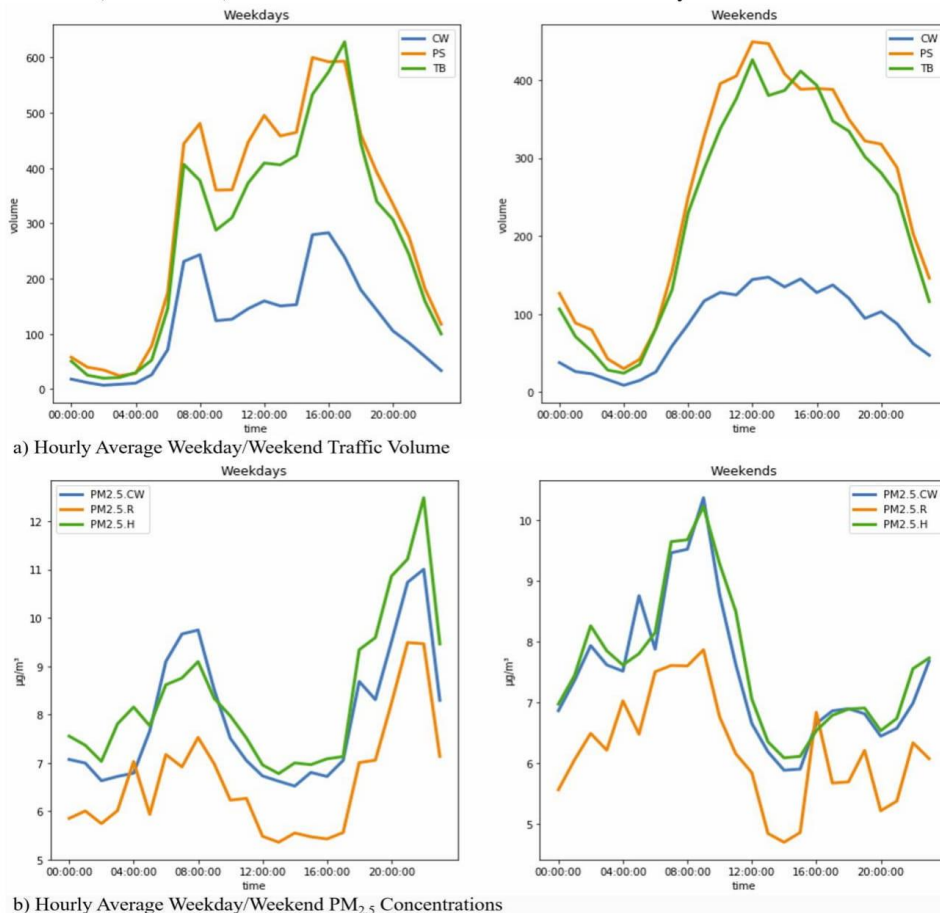 Weekdays
CW
PS
TB
600
500
400
300
200
100
0
volume
00:00:00 04:00:00 08:00:00 12:00:00 16:00:00 20:00:00
time
Weekends
CW
PS
TB
400
300
200
100
0
volume
00:00:00 04:00:00 08:00:00 12:00:00 16:00:00 20:00:00
time
a) Hourly Average Weekday/Weekend Traffic Volume
Weekdays
PM2.5.CW
PM2.5.R
PM2.5.H
12
11
10
9
8
7
6
5
µg/m³
00:00:00 04:00:00 08:00:00 12:00:00 16:00:00 20:00:00
time
Weekends
PM2.5.CW
PM2.5.R
PM2.5.H
10
9
8
7
6
5
µg/m³
00:00:00 04:00:00 08:00:00 12:00:00 16:00:00 20:00:00
time
b) Hourly Average Weekday/Weekend PM2.5 Concentrations